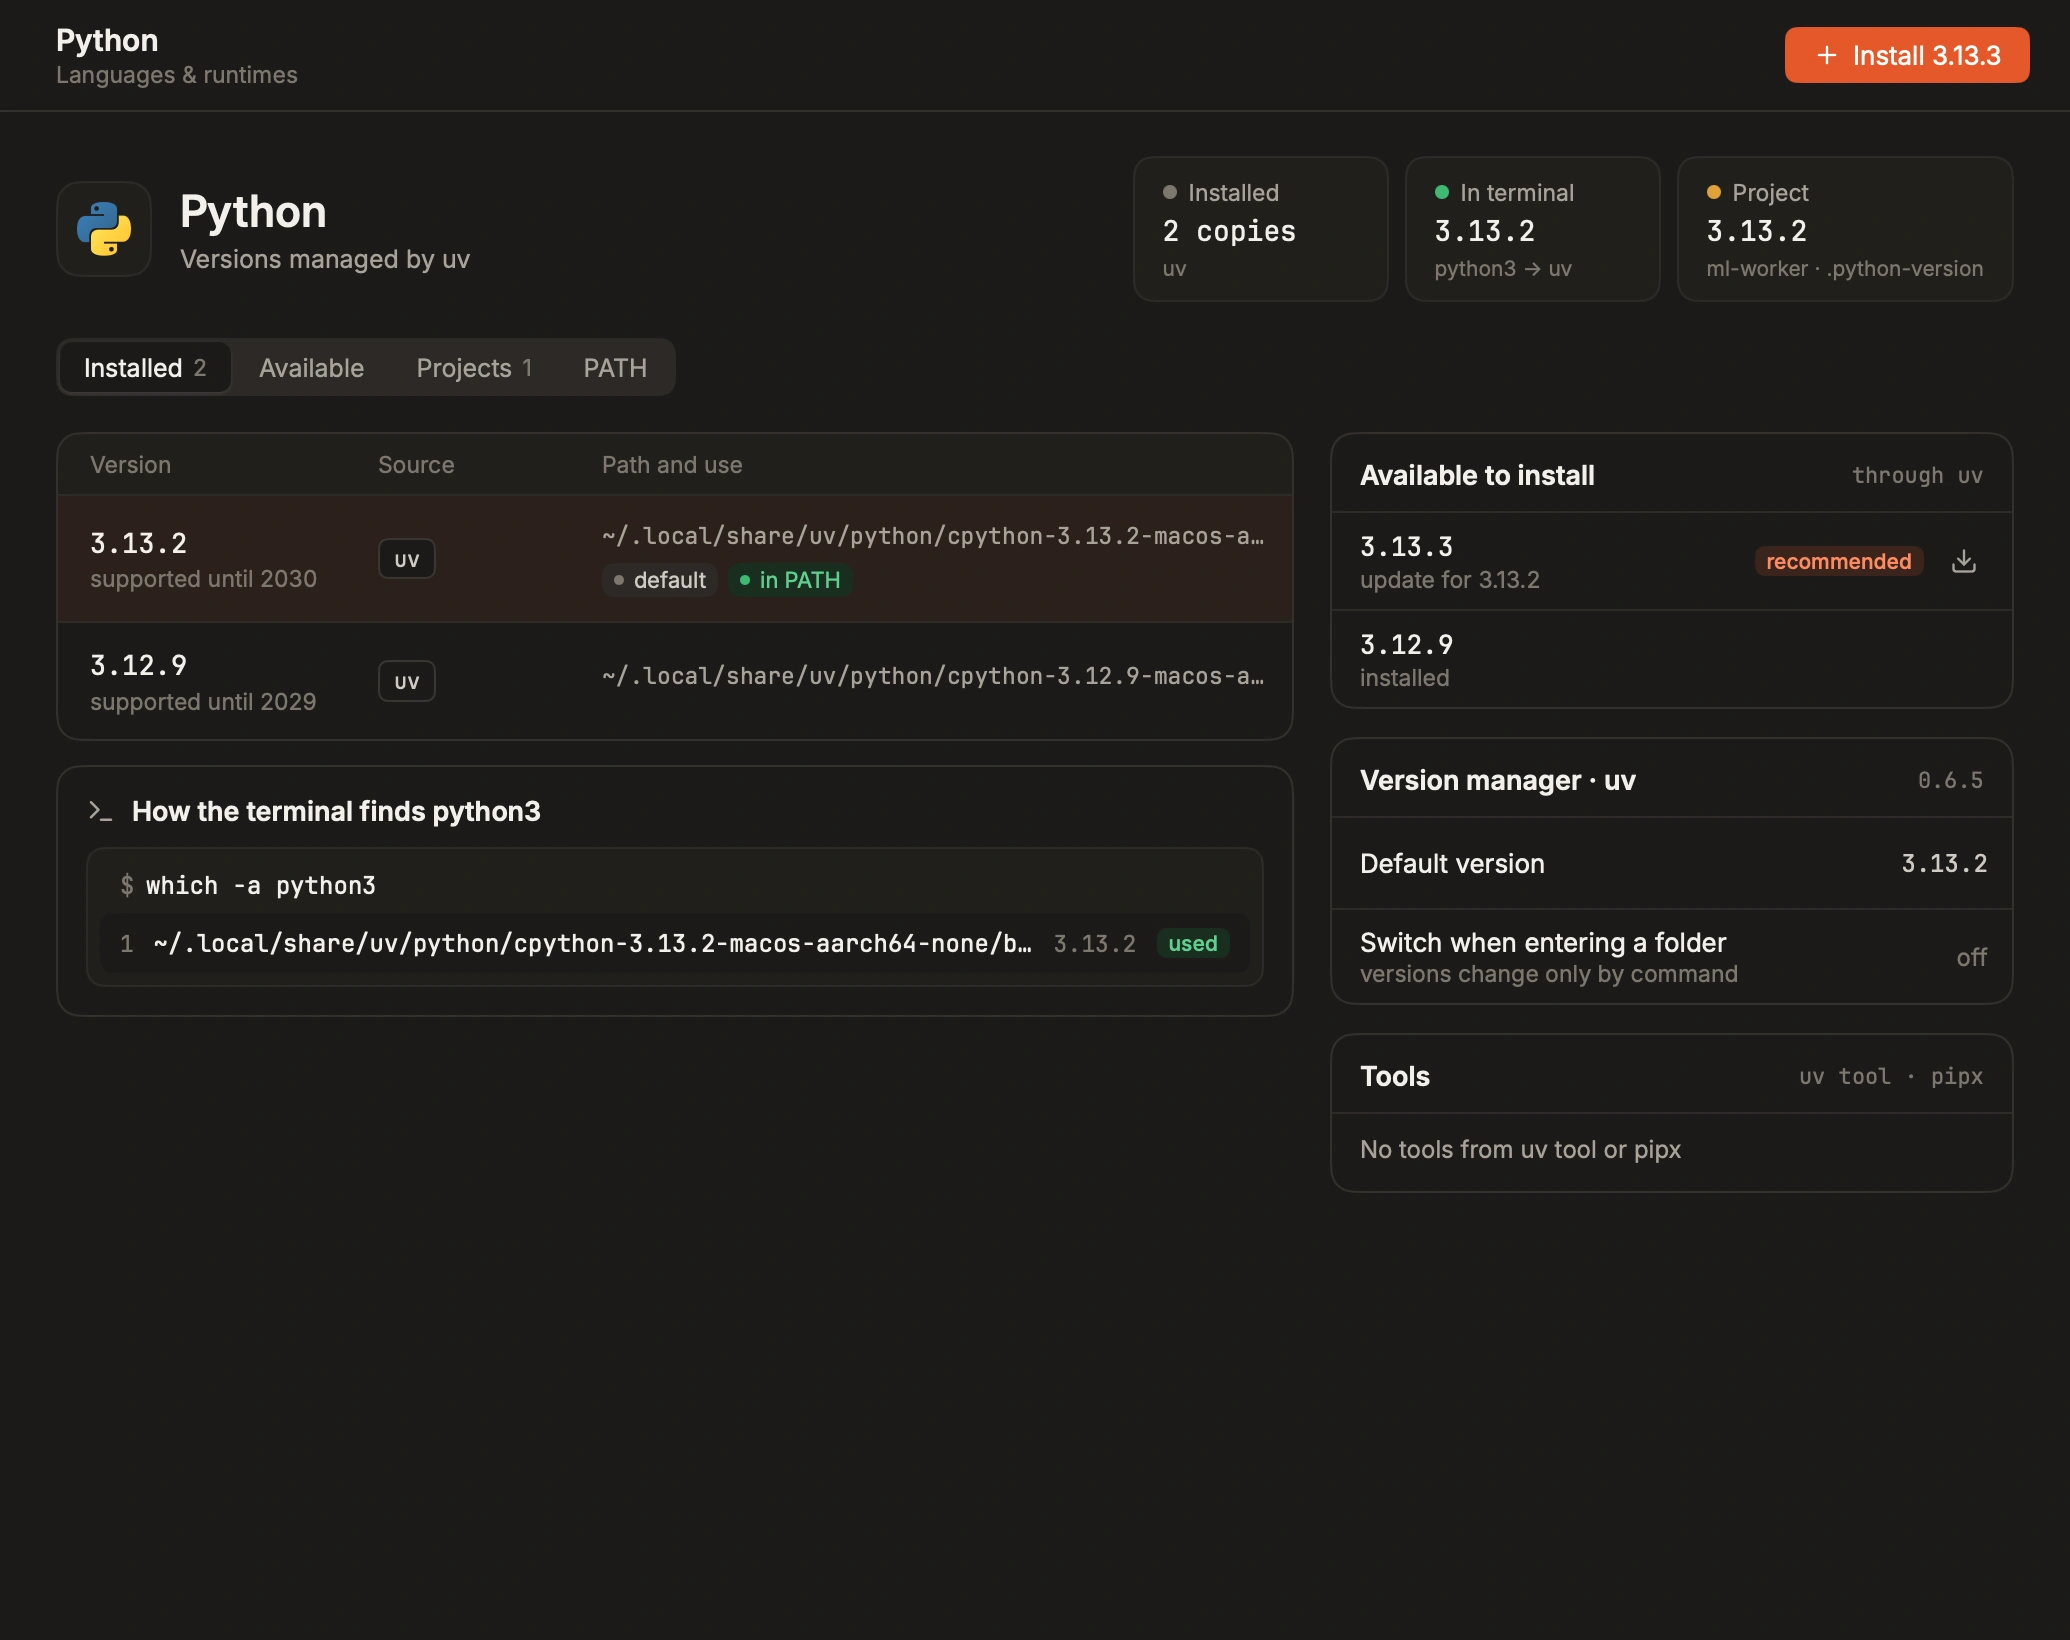 Python
Languages & runtimes
Install 3.13.3
Python
Versions managed by uv
Installed
2 copies
uv
In terminal
3.13.2
python3 → uv
Project
3.13.2
ml-worker · .python-version
Installed 2
Available
Projects 1
PATH
Version
Source
Path and use
3.13.2
supported until 2030
uv
~/.local/share/uv/python/cpython-3.13.2-macos-a…
default
in PATH
3.12.9
supported until 2029
uv
~/.local/share/uv/python/cpython-3.12.9-macos-a…
How the terminal finds python3
$ which -a python3
1 ~/.local/share/uv/python/cpython-3.13.2-macos-aarch64-none/b… 3.13.2 used
Available to install
through uv
3.13.3
update for 3.13.2
recommended
3.12.9
installed
Version manager · uv
0.6.5
Default version
3.13.2
Switch when entering a folder
versions change only by command
off
Tools
uv tool · pipx
No tools from uv tool or pipx